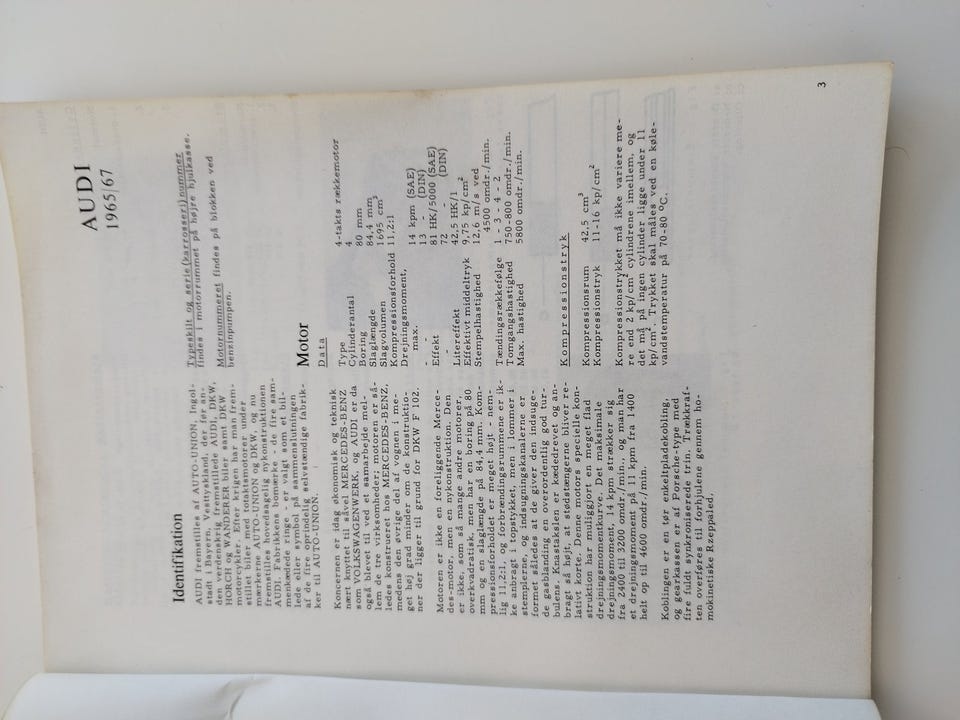 AUDI
1965/67
Identifikation
AUDI fremstilles af AUTO-UNION, Ingol-
stadt i Bayern, Vesttyskland, der før an-
den verdenskrig fremstillede AUDI, DKW,
HORCH og WANDERER biler samt DKW
motorcykler. Efter krigen har man frem-
stillet biler med totaktsmotorer under
mærkerne AUTO-UNION og DKW, og nu
fremstilles hovedsagelig nykonstruktionen
AUDI. Fabrikkens bomærke - de fire sam-
menkædede ringe - er valgt som et bil-
lede eller symbol på sammenslutningen
af de fire oprindelig selvstændige fabrik-
ker til AUTO-UNION.
Koncernen er idag økonomisk og teknisk
nært knyttet til såvel MERCEDES-BENZ
som VOLKSWAGENWERK, og AUDI er da
også blevet til ved et samarbejde mel-
lem de tre virksomheder, motoren er så-
ledes konstrueret hos MERCEDES-BENZ,
medens den øvrige del af vognen i me-
get høj grad minder om de konstruktio-
ner der ligger til grund for DKW F 102.
Motoren er ikke en foreliggende Merce-
des-motor, men en nykonstruktion. Den
er ikke, som så mange andre motorer,
overkvadratisk, men har en boring på 80
mm og en slaglængde på 84,4 mm. Kom-
pressionsforholdet er meget højt - nem-
lig 11,2:1, og forbrændingsrummene er ik-
ke anbragt i topstykket, men i lommer i
stemplerne, og indsugningskanalerne er
formet således at de driver den indsuge-
de gasblanding en overordentlig god tur-
bulens. Knastakslen er kædedrevet og an-
bragt så højt, at stødstængerne bliver re-
lativt korte. Denne motors specielle kon-
struktion har muliggjort en meget flad
drejningsmomentkurve. Det maksimale
drejningsmoment, 14 kpm strækker sig
fra 2400 til 3200 omdr./min., og man har
et drejningsmoment på 11 kpm fra 1400
helt op til 4600 omdr./min.
Koblingen er en tør enkeltpladekobling,
og gearkassen er af Porsche-type med
fire fuldt synkroniserede trin. Trækkraf-
ten overføres til forhjulene gennem ho-
mokinetiske Rzeppaled.
Typeskilt og serie(karrosseri)nummer
findes i motorrummet på højre hjulkasse.
Motornummeret findes på blokken ved
benzinpumpen.
Motor
Data
Type 4-takts rækkemotor
Cylinderantal 4
Boring 80 mm
Slaglængde 84,4 mm
Slagvolumen 1695 cm³
Kompressionsforhold 11,2:1
Drejningsmoment,
max. 14 kpm (SAE)
- 13 - (DIN)
Effekt 81 HK/5000 (SAE)
- 72 - (DIN)
Litereffekt 42,5 HK/1
Effektivt middeltryk 9,75 kp/cm²
Stempelhastighed 12,6 m/s ved
4500 omdr./min.
Tændingsrækkefølge 1 - 3 - 4 - 2
Tomgangshastighed 750-800 omdr./min.
Max. hastighed 5800 omdr./min.
Kompressionstryk
Kompressionsrum 42,5 cm³
Kompressionstryk 11-16 kp/cm²
Kompressionstrykket må ikke variere me-
re end 2 kp/cm² cylindrene imellem, og
det må på ingen cylinder ligge under 11
kp/cm². Trykket skal måles ved en køle-
vandstemperatur på 70-80 °C.
3